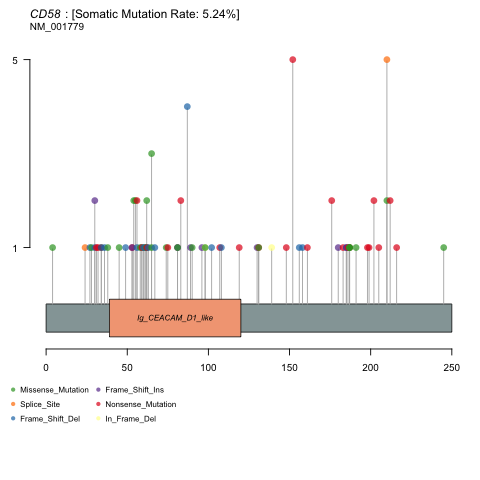 CD58 : [Somatic Mutation Rate: 5.24%]
NM_001779
5
1
Ig_CEACAM_D1_like
0 50 100 150 200 250
Missense_Mutation Frame_Shift_Ins
Splice_Site Nonsense_Mutation
Frame_Shift_Del In_Frame_Del